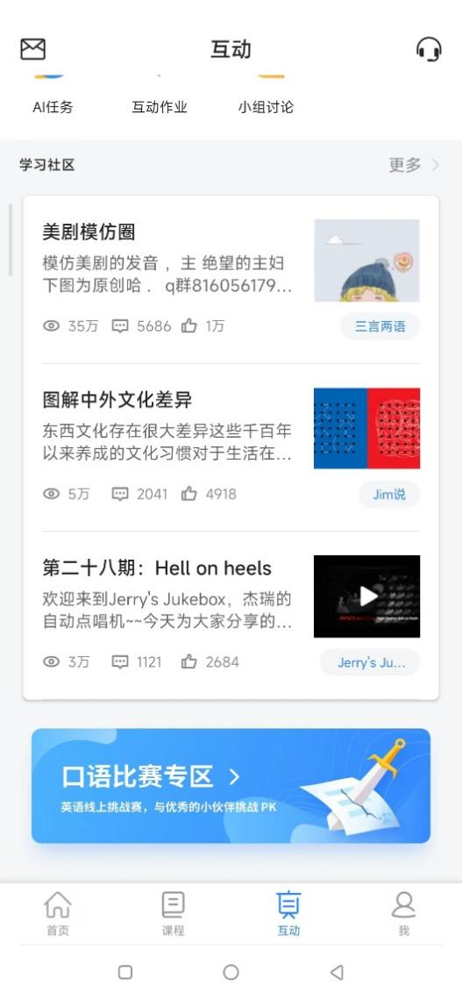 互动
AI任务
互动作业
小组讨论
学习社区
更多
美剧模仿圈
模仿美剧的发音 ，主 绝望的主妇
下图为原创哈． q群816056179...
35万
5686
1万
三言两语
图解中外文化差异
东西文化存在很大差异这些千百年
以来养成的文化习惯对于生活在...
5万
2041
4918
Jim说
第二十八期：Hell on heels
欢迎来到Jerry's Jukebox，杰瑞的
自动点唱机~~今天为大家分享的...
3万
1121
2684
Jerry's Ju...
口语比赛专区
英语线上挑战赛，与优秀的小伙伴挑战 PK
首页
课程
互动
我